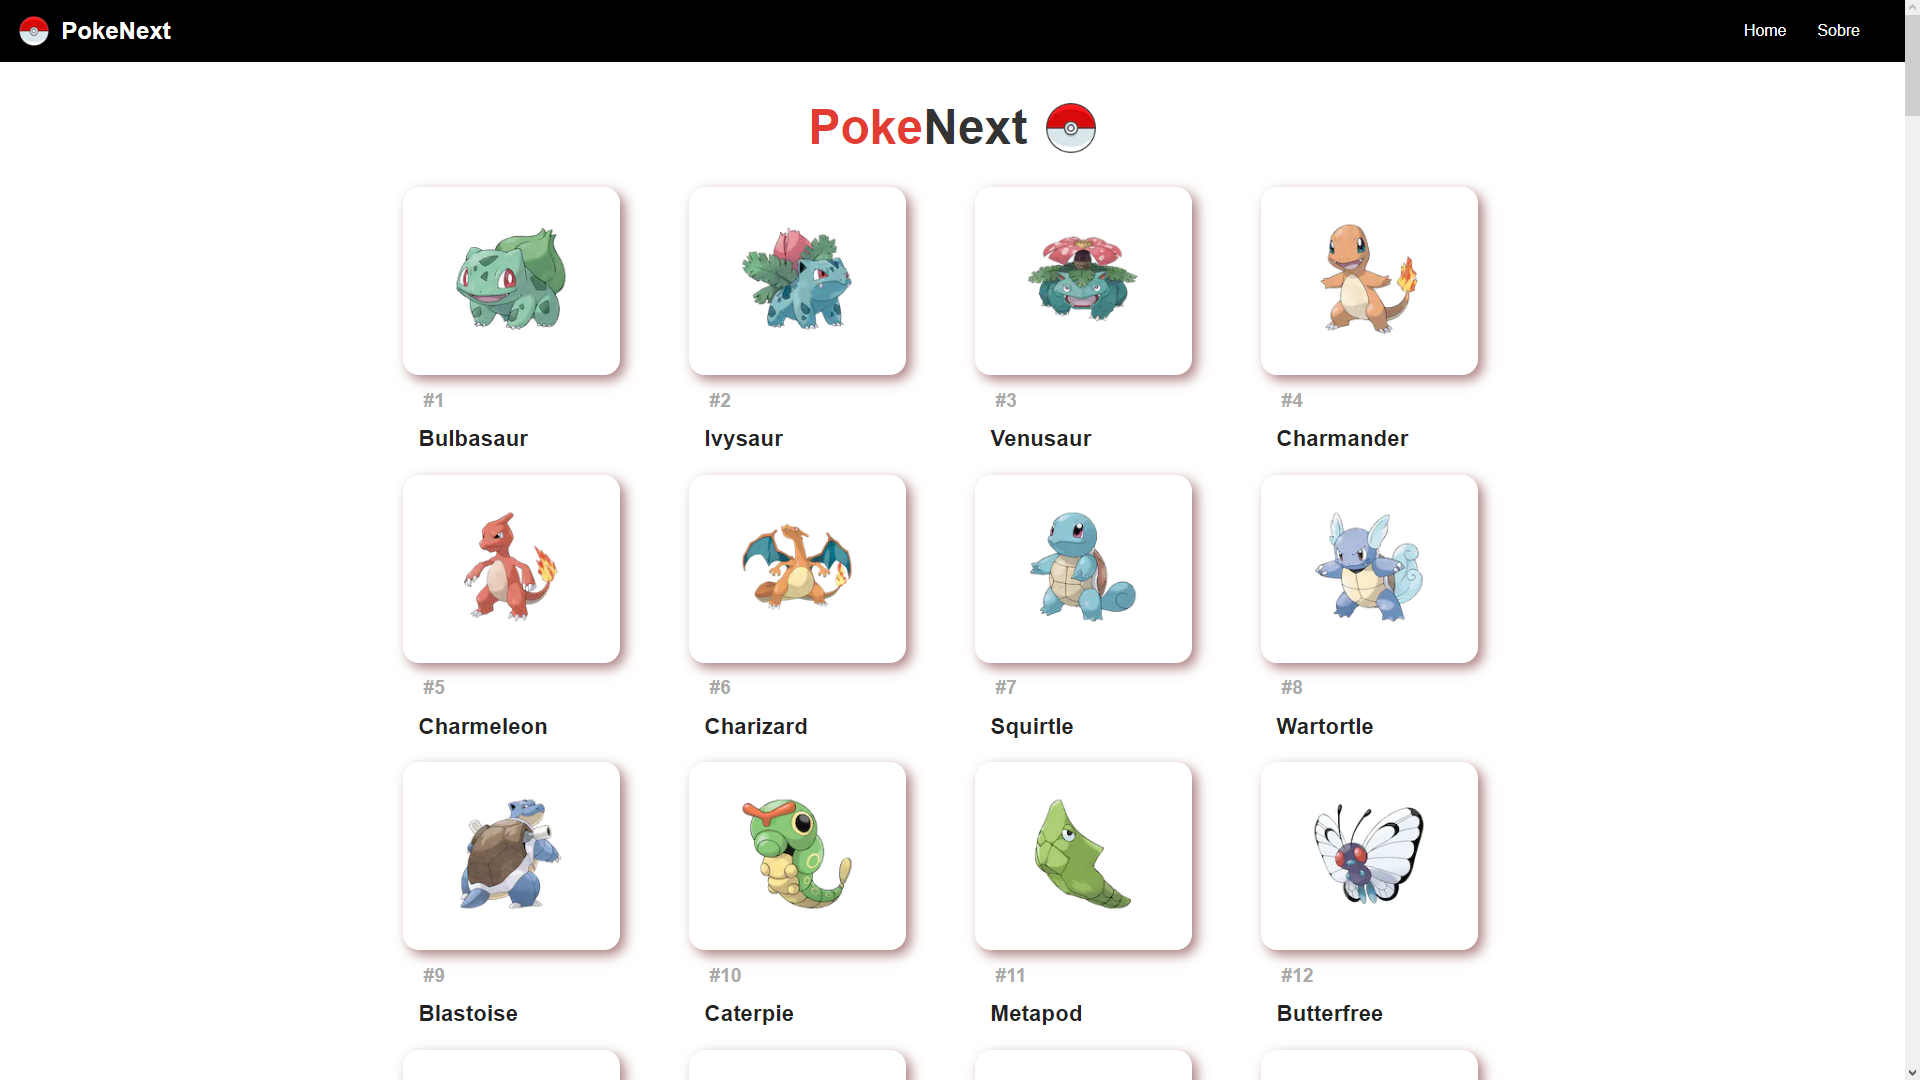 PokeNext
Home Sobre
PokeNext
#1 #2 #3 #4
Bulbasaur Ivysaur Venusaur Charmander
#5 #6 #7 #8
Charmeleon Charizard Squirtle Wartortle
#9 #10 #11 #12
Blastoise Caterpie Metapod Butterfree